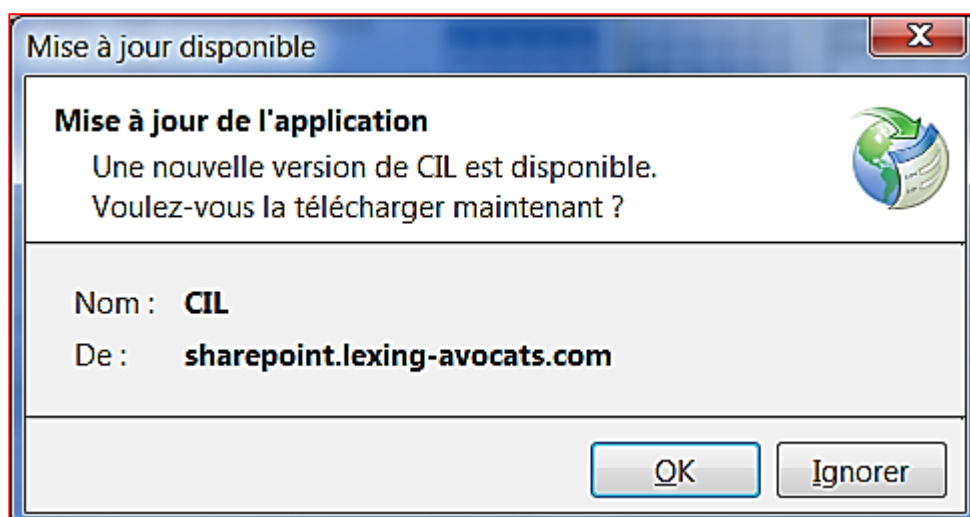 Mise à jour disponible
Mise à jour de l'application
Une nouvelle version de CIL est disponible.
Voulez-vous la télécharger maintenant ?
Nom : CIL
De : sharepoint.lexing-avocats.com
OK Ignorer